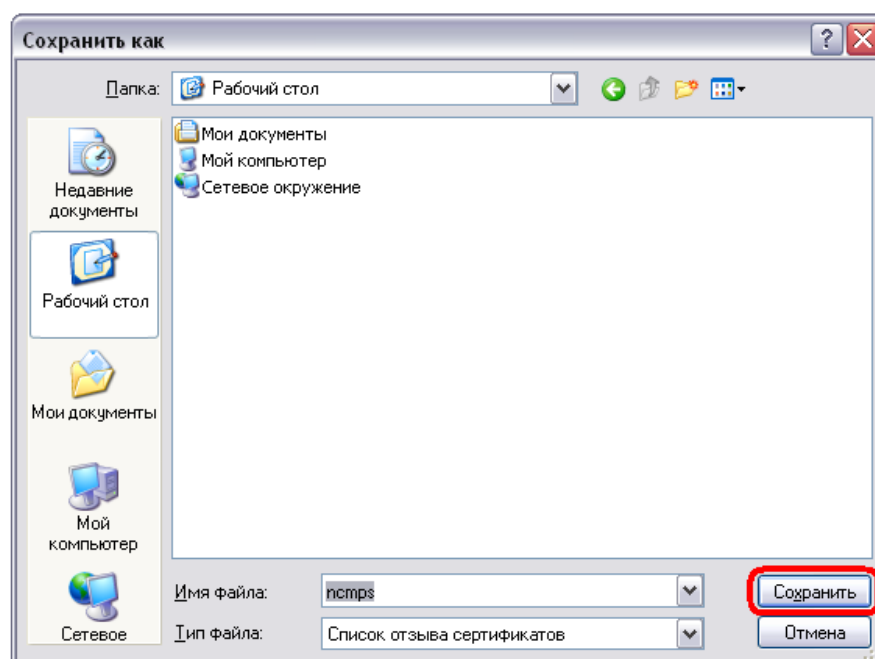 Сохранить как
Папка:
Рабочий стол
Мои документы
Мой компьютер
Сетевое окружение
Недавние
документы
Рабочий стол
Мои документы
Мой
компьютер
Сетевое
Имя файла:
ncmps
Сохранить
Тип файла:
Список отзыва сертификатов
Отмена